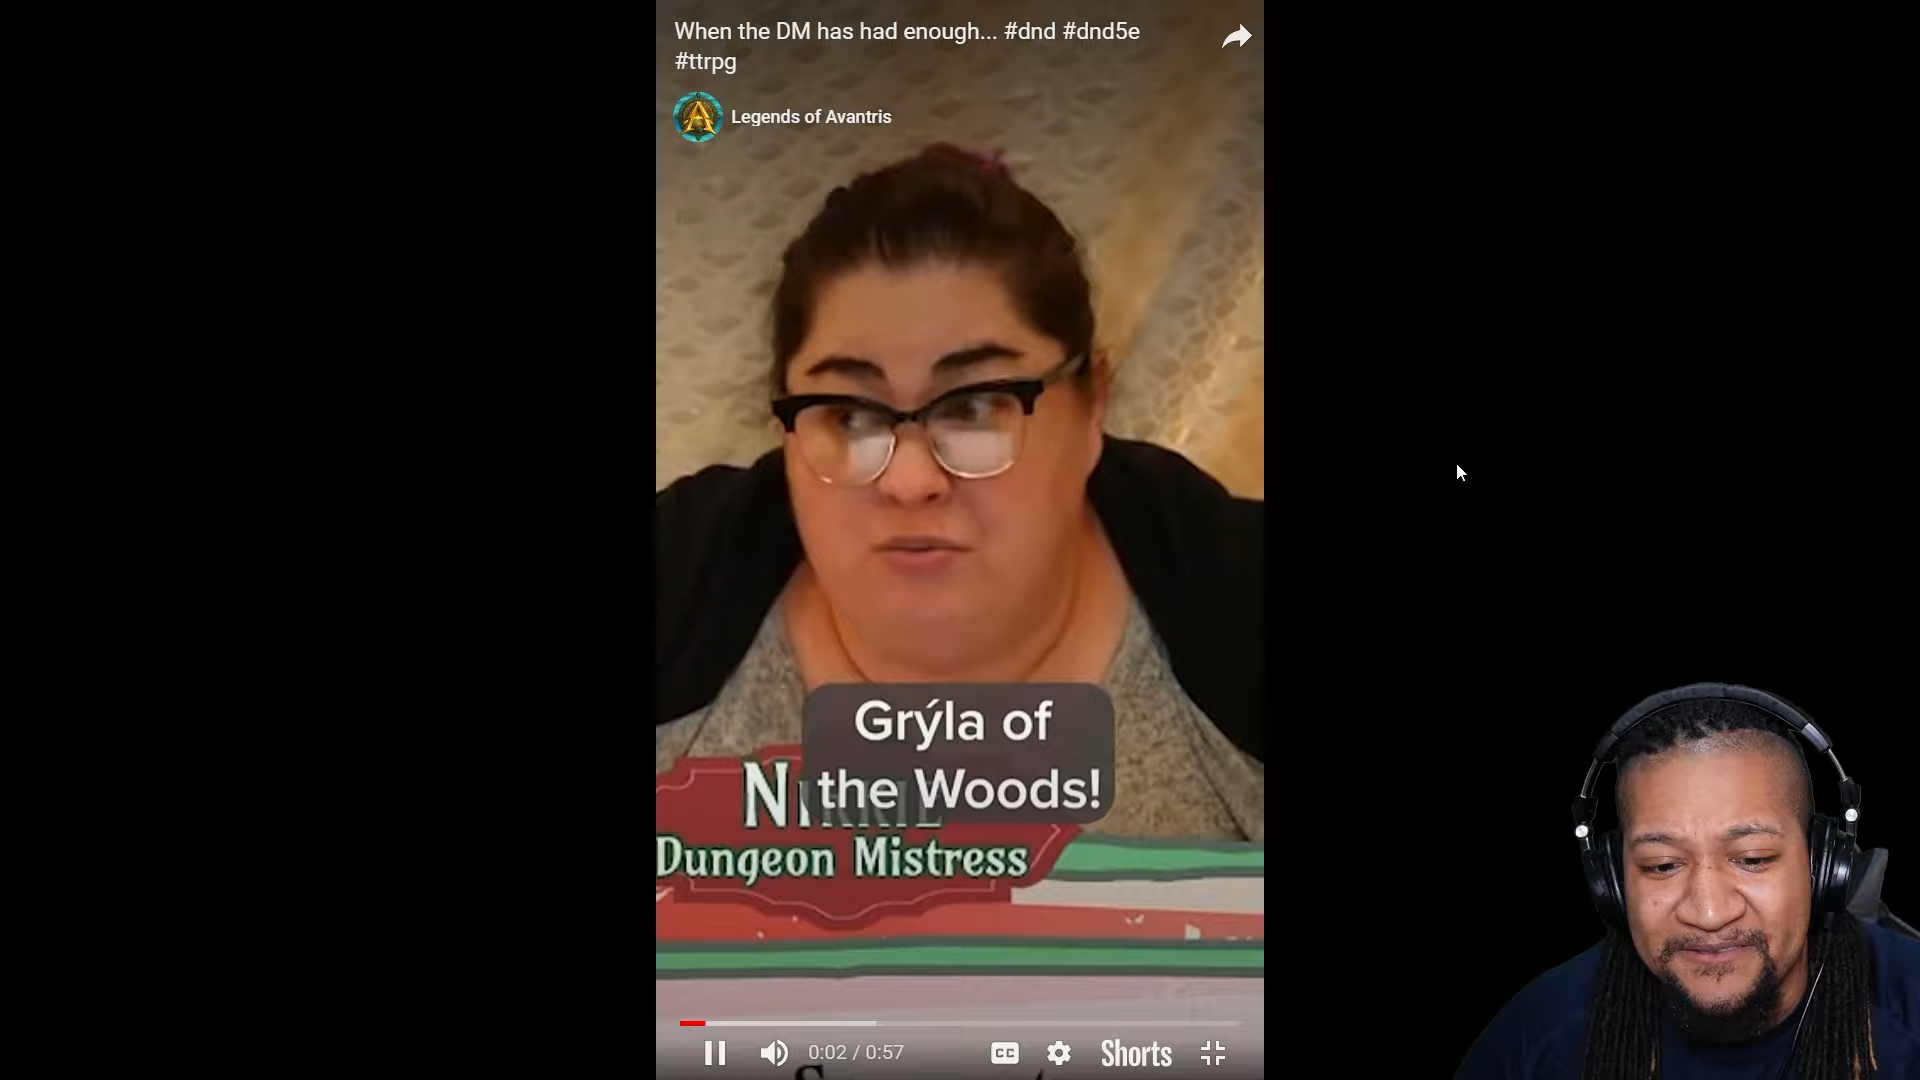 When the DM has had enough... #dnd #dnd5e
#ttrpg
Legends of Avantris
Grýla of
the Woods!
Dungeon Mistress
0:02 / 0:57
CC
Shorts